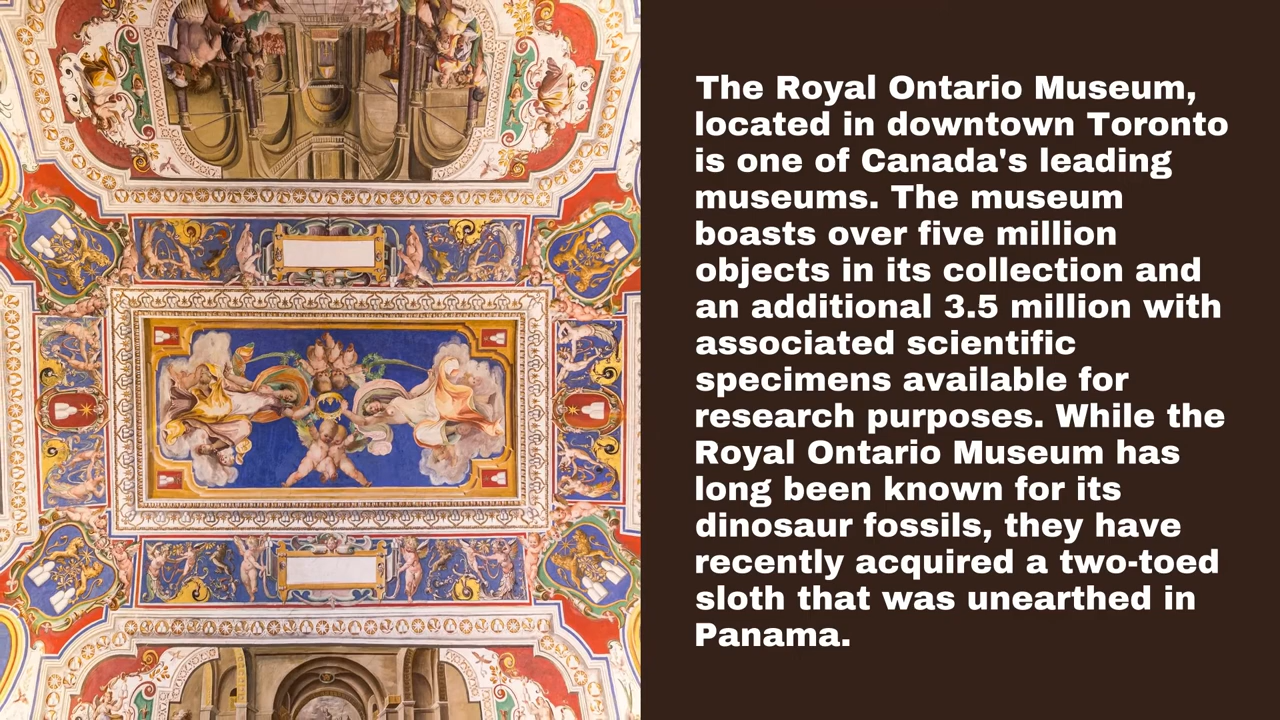 The Royal Ontario Museum,
located in downtown Toronto
is one of Canada's leading
museums. The museum
boasts over five million
objects in its collection and
an additional 3.5 million with
associated scientific
specimens available for
research purposes. While the
Royal Ontario Museum has
long been known for its
dinosaur fossils, they have
recently acquired a two-toed
sloth that was unearthed in
Panama.